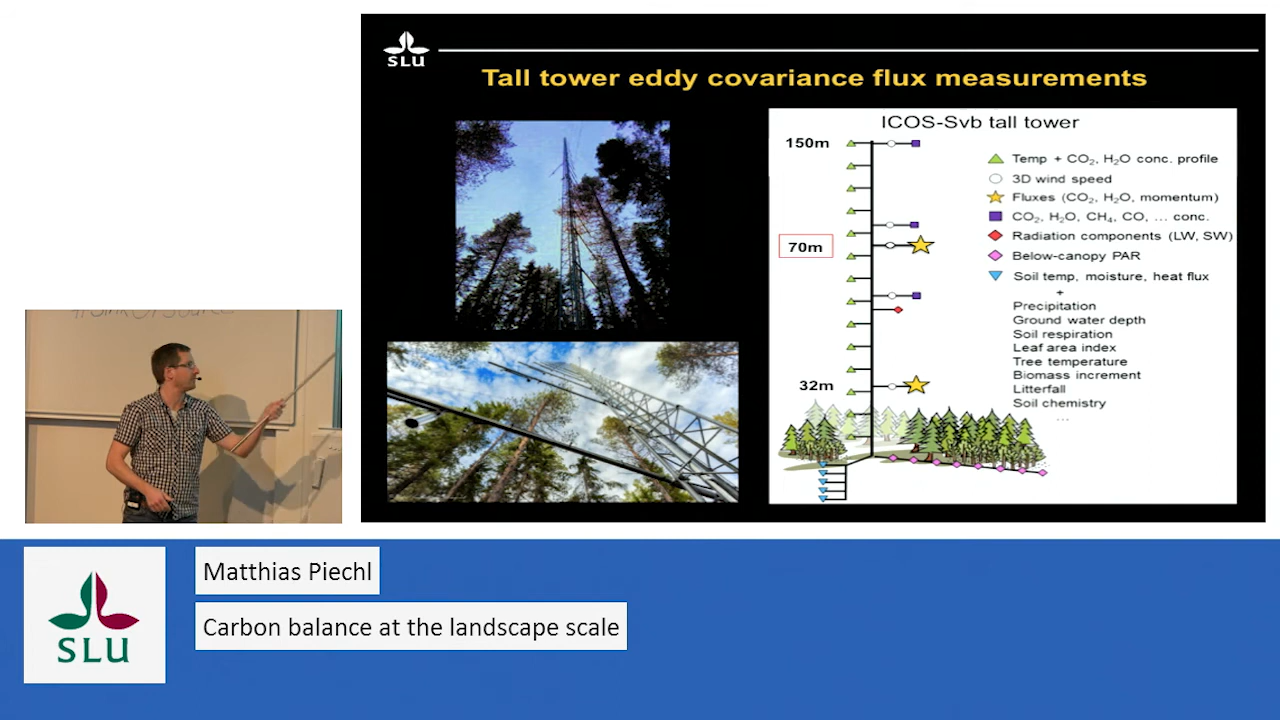 SLU
Tall tower eddy covariance flux measurements
ICOS-Svb tall tower
150m
70m
32m
Temp + CO₂, H₂O conc. profile
3D wind speed
Fluxes (CO₂, H₂O, momentum)
CO₂, H₂O, CH₄, CO, ... conc.
Radiation components (LW, SW)
Below-canopy PAR
Soil temp, moisture, heat flux
+
Precipitation
Ground water depth
Soil respiration
Leaf area index
Tree temperature
Biomass increment
Litterfall
Soil chemistry
...
SLU
Matthias Piechl
Carbon balance at the landscape scale